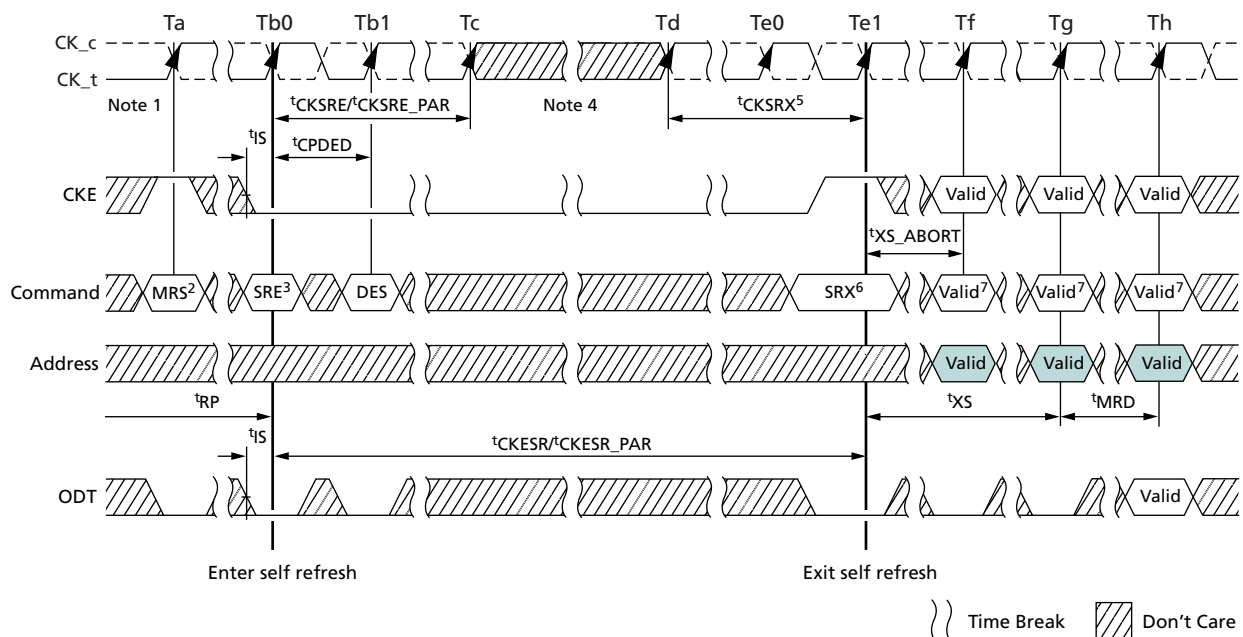 Ta Tb0 Tb1 Tc Td Te0 Te1 Tf Tg Th
CK_c
CK_t
Note 1 tCKSRE/tCKSRE_PAR Note 4 tCKSRX5
tIS tCPDED
CKE Valid Valid Valid
tXS_ABORT
Command MRS2 SRE3 DES SRX6 Valid7 Valid7 Valid7
Address Valid Valid Valid
tRP tXS tMRD
tIS tCKESR/tCKESR_PAR
ODT Valid
Enter self refresh Exit self refresh
Time Break Don't Care